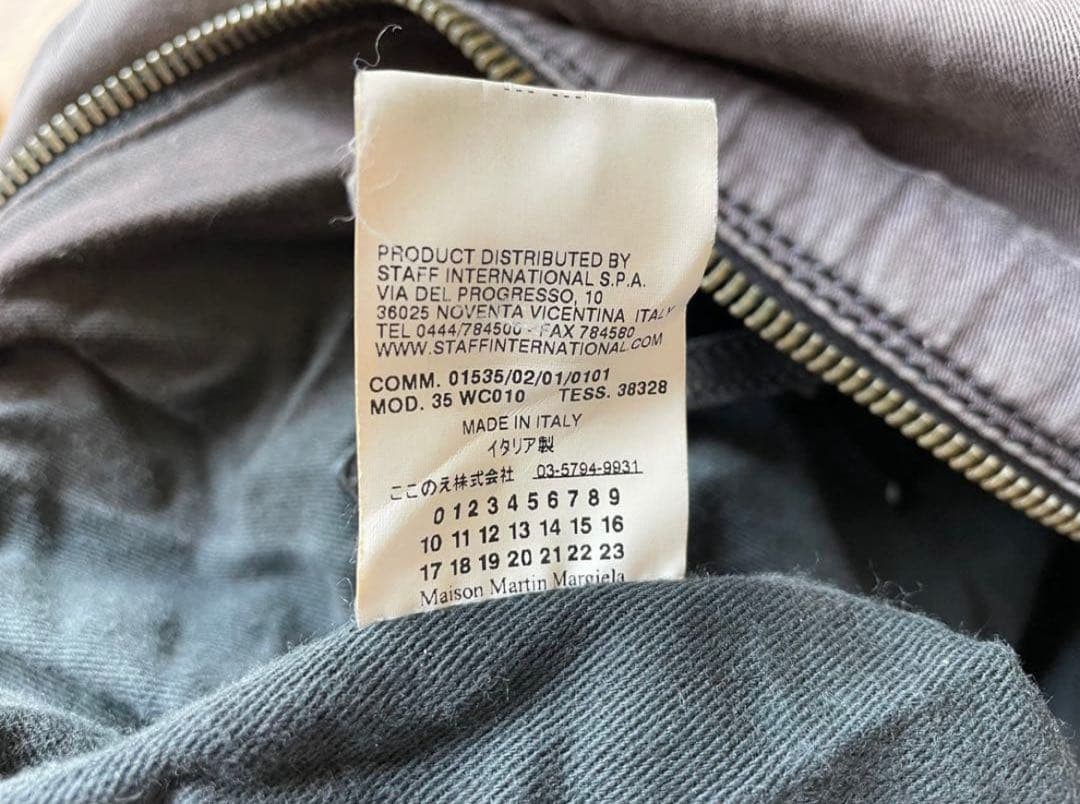 PRODUCT DISTRIBUTED BY
STAFF INTERNATIONAL S.P.A.
VIA DEL PROGRESSO, 10
36025 NOVENTA VICENTINA ITALY
TEL 0444/784500 - FAX 784580
WWW.STAFFINTERNATIONAL.COM
COMM. 01535/02/01/0101
MOD. 35 WC010 TESS. 38328
MADE IN ITALY
イタリア製
ここのえ株式会社 03-5794-9931
0 1 2 3 4 5 6 7 8 9
10 11 12 13 14 15 16
17 18 19 20 21 22 23
Maison Martin Margiela